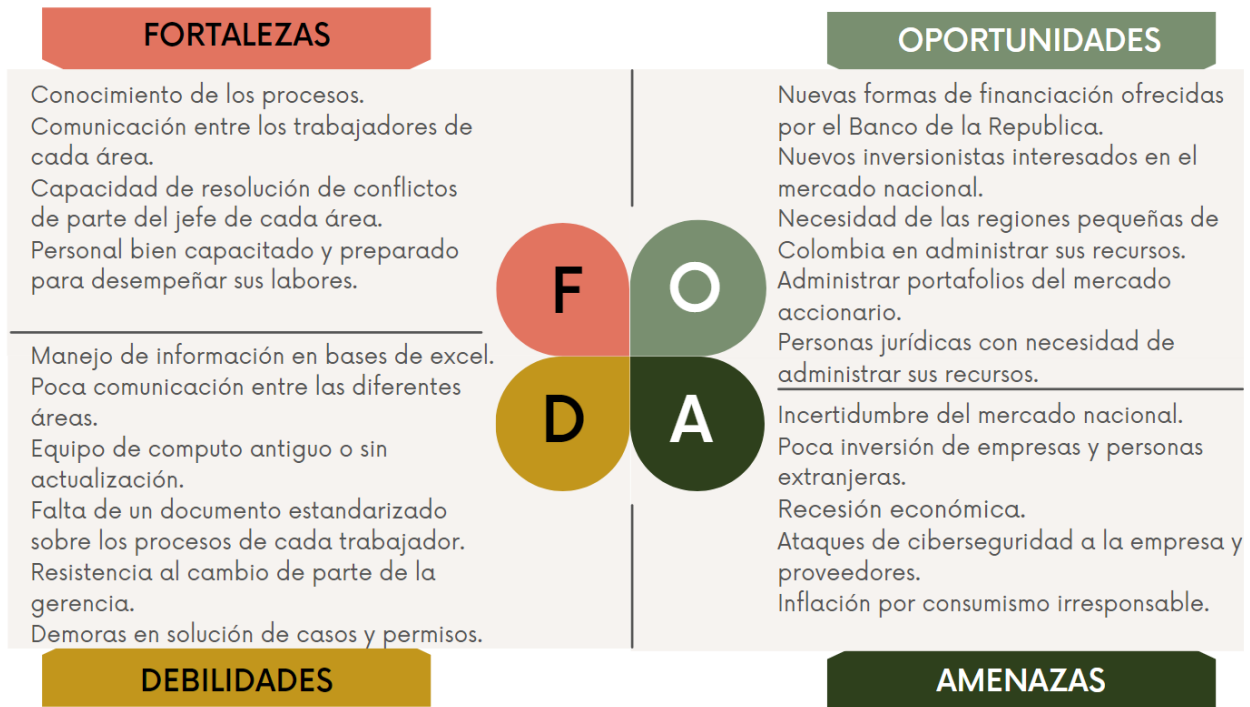 FORTALEZAS
Conocimiento de los procesos.
Comunicación entre los trabajadores de
cada área.
Capacidad de resolución de conflictos
de parte del jefe de cada área.
Personal bien capacitado y preparado
para desempeñar sus labores.
OPORTUNIDADES
Nuevas formas de financiación ofrecidas
por el Banco de la Republica.
Nuevos inversionistas interesados en el
mercado nacional.
Necesidad de las regiones pequeñas de
Colombia en administrar sus recursos.
Administrar portafolios del mercado
accionario.
Personas jurídicas con necesidad de
administrar sus recursos.
F
O
D
A
Manejo de información en bases de excel.
Poca comunicación entre las diferentes
áreas.
Equipo de computo antiguo o sin
actualización.
Falta de un documento estandarizado
sobre los procesos de cada trabajador.
Resistencia al cambio de parte de la
gerencia.
Demoras en solución de casos y permisos.
DEBILIDADES
Incertidumbre del mercado nacional.
Poca inversión de empresas y personas
extranjeras.
Recesión económica.
Ataques de ciberseguridad a la empresa y
proveedores.
Inflación por consumismo irresponsable.
AMENAZAS